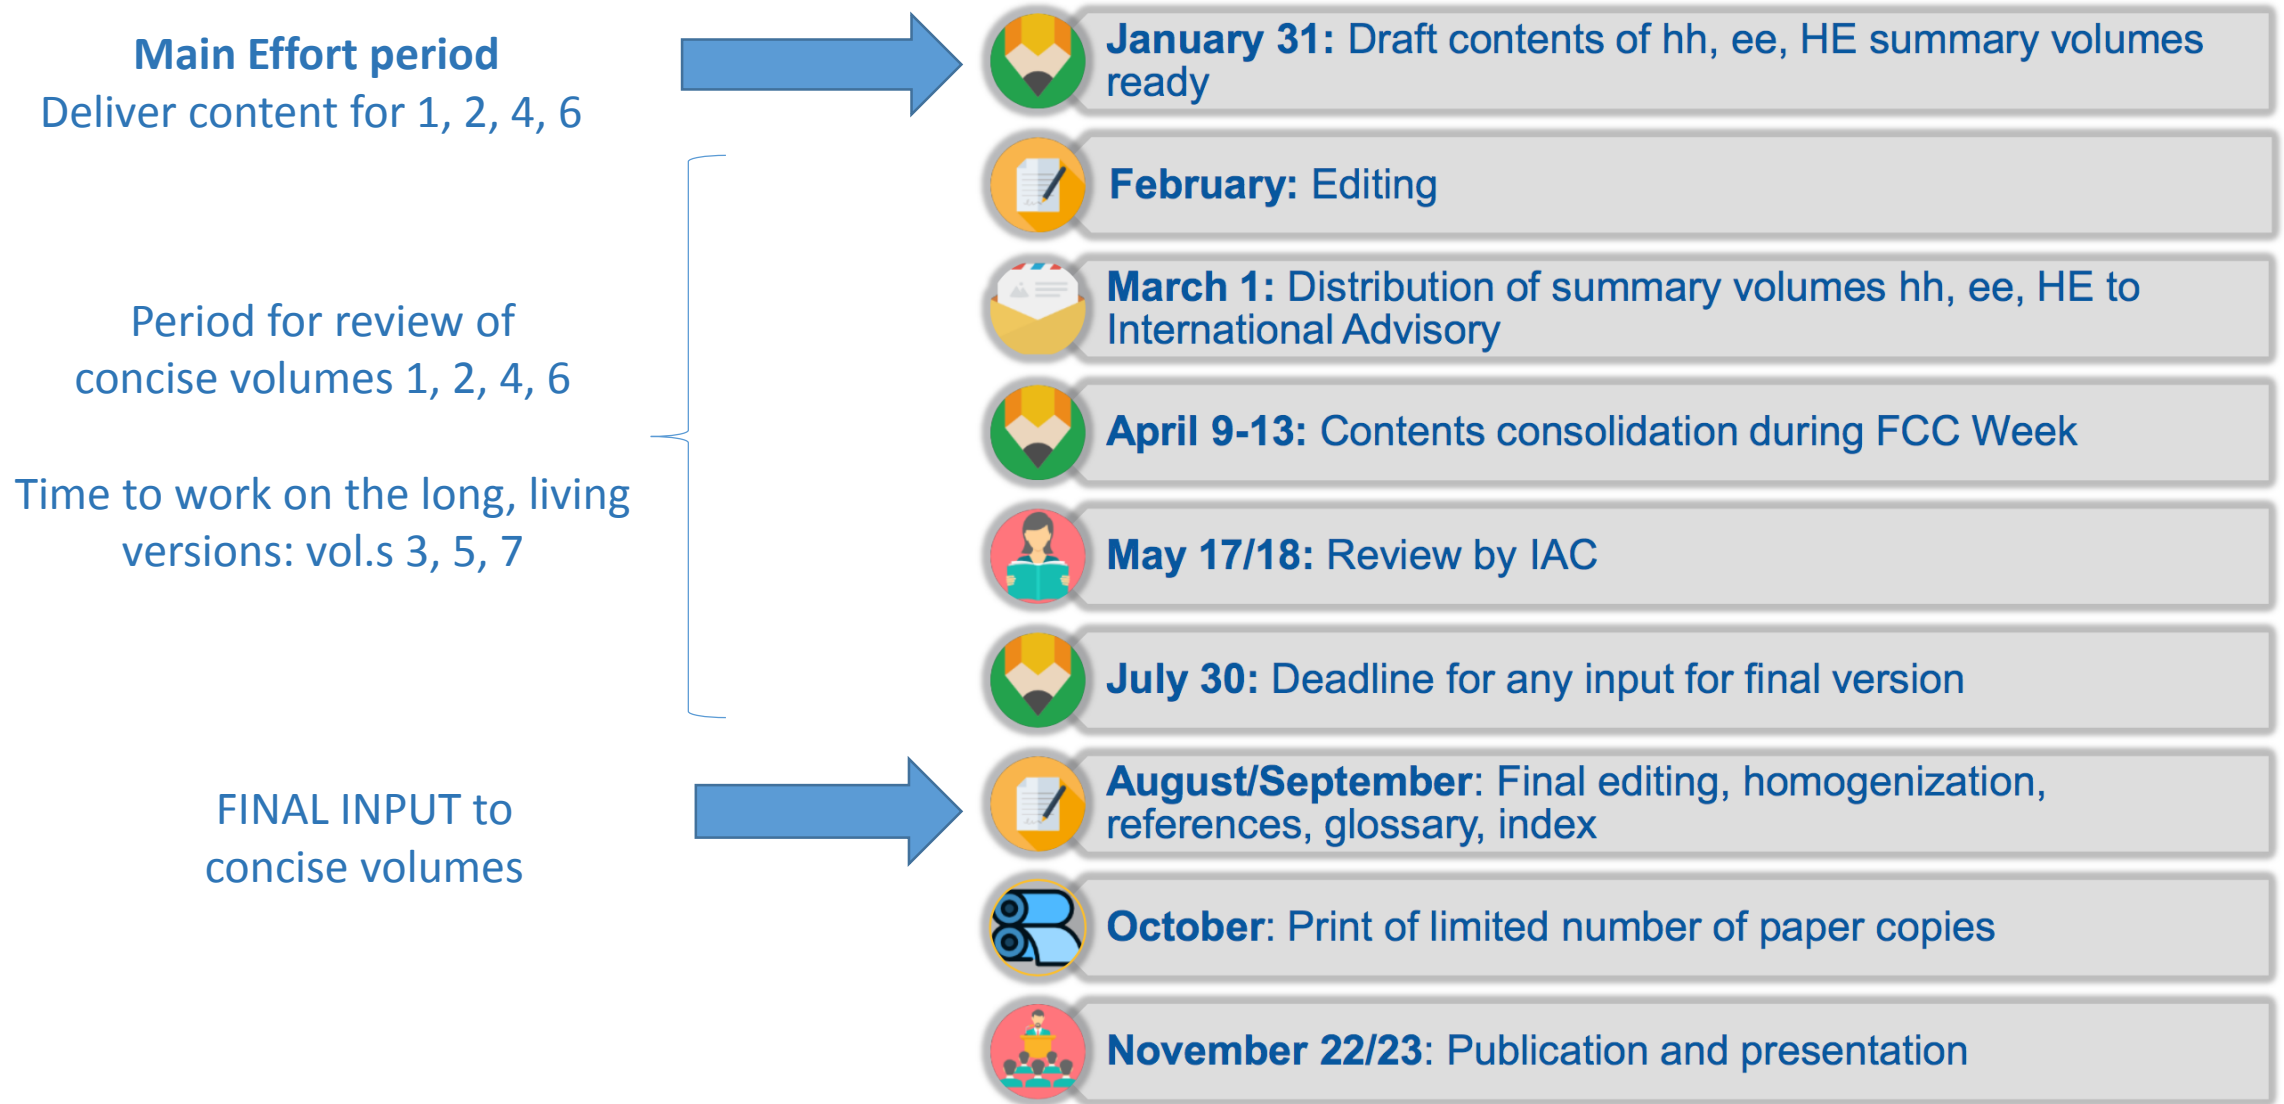 Main Effort period
Deliver content for 1, 2, 4, 6
Period for review of
concise volumes 1, 2, 4, 6
Time to work on the long, living
versions: vol.s 3, 5, 7
FINAL INPUT to
concise volumes
January 31: Draft contents of hh, ee, HE summary volumes
ready
February: Editing
March 1: Distribution of summary volumes hh, ee, HE to
International Advisory
April 9-13: Contents consolidation during FCC Week
May 17/18: Review by IAC
July 30: Deadline for any input for final version
August/September: Final editing, homogenization,
references, glossary, index
October: Print of limited number of paper copies
November 22/23: Publication and presentation